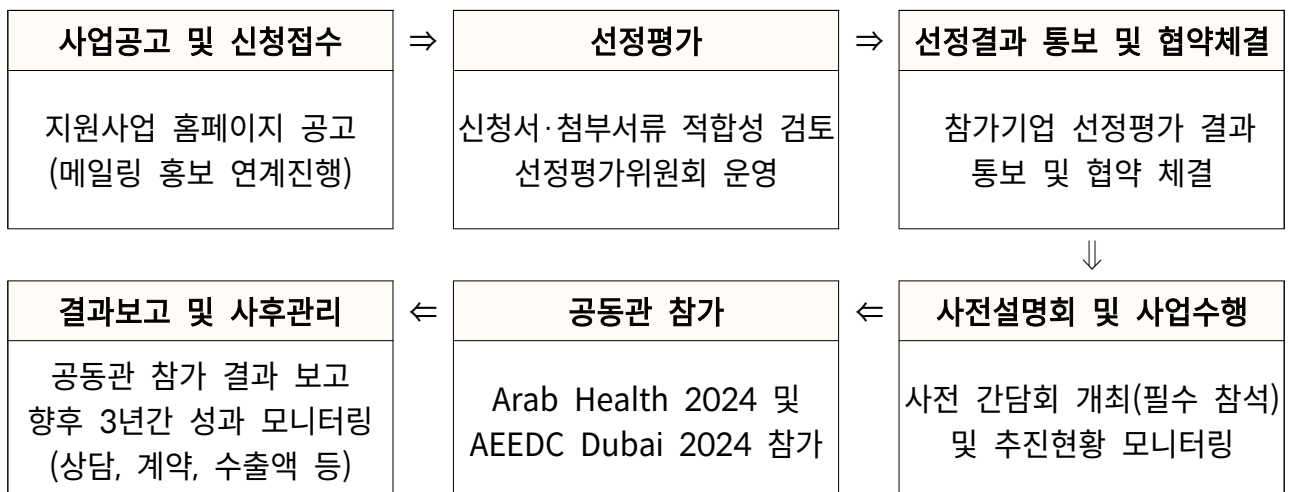 사업공고 및 신청접수
지원사업 홈페이지 공고
(메일링 홍보 연계진행)
⇒
선정평가
신청서·첨부서류 적합성 검토
선정평가위원회 운영
⇒
선정결과 통보 및 협약체결
참가기업 선정평가 결과
통보 및 협약 체결
⇓
사전설명회 및 사업수행
사전 간담회 개최(필수 참석)
및 추진현황 모니터링
⇐
공동관 참가
Arab Health 2024 및
AEEDC Dubai 2024 참가
⇐
결과보고 및 사후관리
공동관 참가 결과 보고
향후 3년간 성과 모니터링
(상담, 계약, 수출액 등)